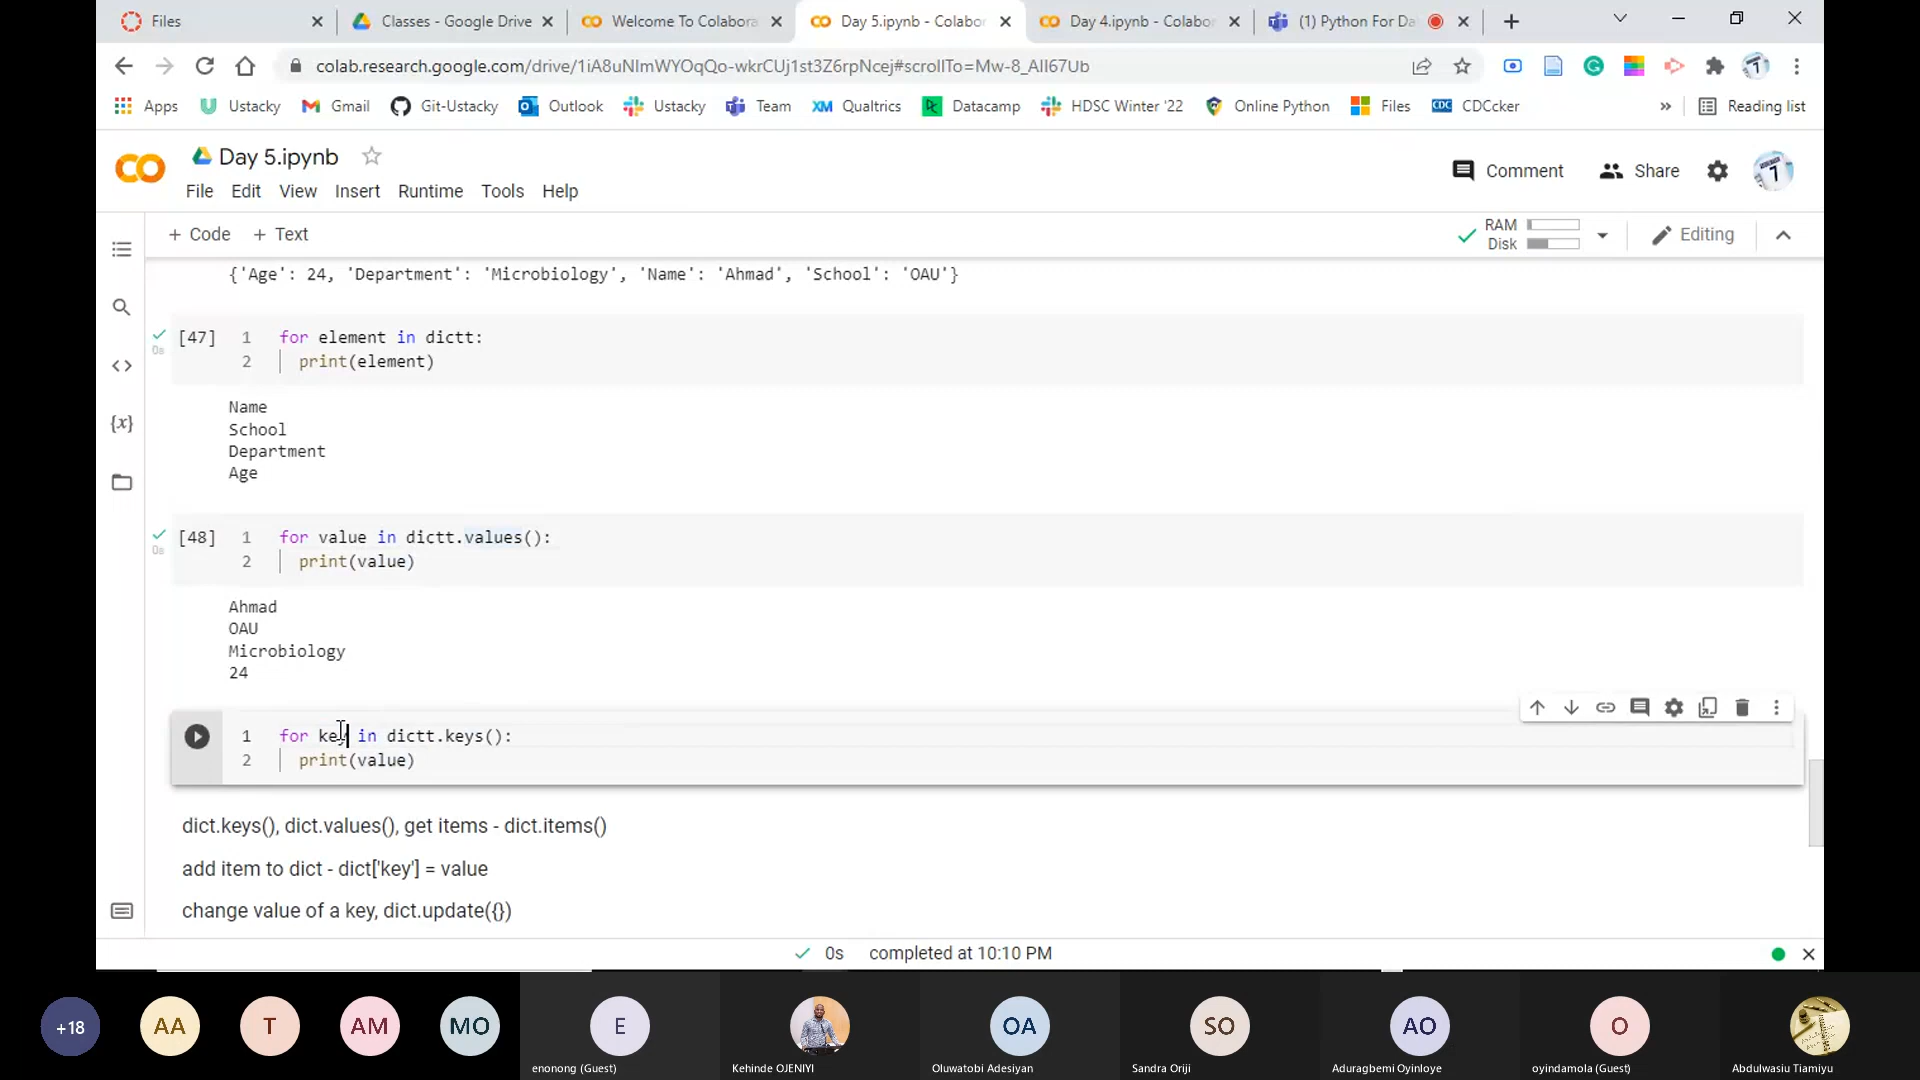 Files
Classes - Google Drive
Welcome To Colabora
Day 5.ipynb - Colabor
Day 4.ipynb - Colabor
(1) Python For Da
colab.research.google.com/drive/1iA8uNImWYOqQo-wkrCUj1st3Z6rpNcej#scrollTo=Mw-8_AlI67Ub
Apps
Ustacky
Gmail
Git-Ustacky
Outlook
Ustacky
Team
XM Qualtrics
Datacamp
HDSC Winter '22
Online Python
Files
CDC CDCcker
»
Reading list
CO
Day 5.ipynb
Comment
Share
File Edit View Insert Runtime Tools Help
+ Code + Text
RAM
Disk
Editing
{'Age': 24, 'Department': 'Microbiology', 'Name': 'Ahmad', 'School': 'OAU'}
[47] 1 for element in dictt:
0s 2 print(element)
Name
School
Department
Age
[48] 1 for value in dictt.values():
0s 2 print(value)
Ahmad
OAU
Microbiology
24
1 for key in dictt.keys():
2 print(value)
dict.keys(), dict.values(), get items - dict.items()
add item to dict - dict['key'] = value
change value of a key, dict.update({})
0s completed at 10:10 PM
+18
AA
T
AM
MO
E
OA
SO
AO
O
enonong (Guest)
Kehinde OJENIYI
Oluwatobi Adesiyan
Sandra Oriji
Aduragbemi Oyinloye
oyindamola (Guest)
Abdulwasiu Tiamiyu